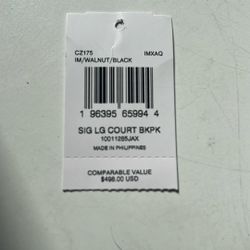 CZ175 IMXAQ
IM/WALNUT/BLACK
1 96395 65994 4
SIG LG COURT BKPK
10011285JAX
MADE IN PHILIPPINES
COMPARABLE VALUE
$498.00 USD